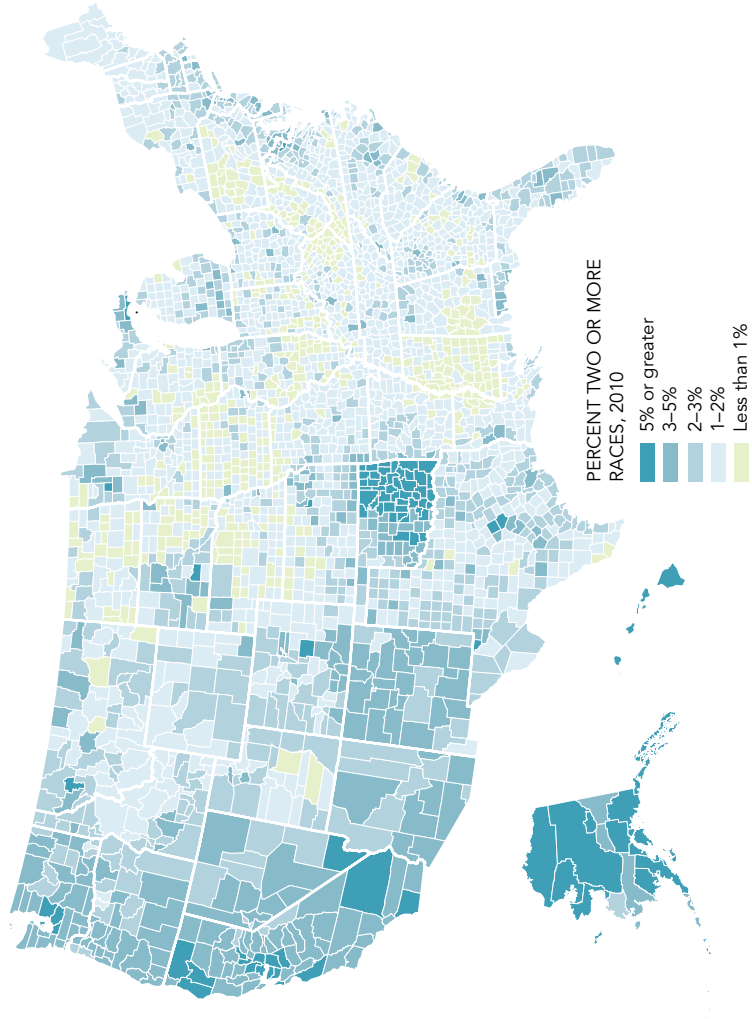 PERCENT TWO OR MORE
RACES, 2010
5% or greater
3–5%
2–3%
1–2%
Less than 1%